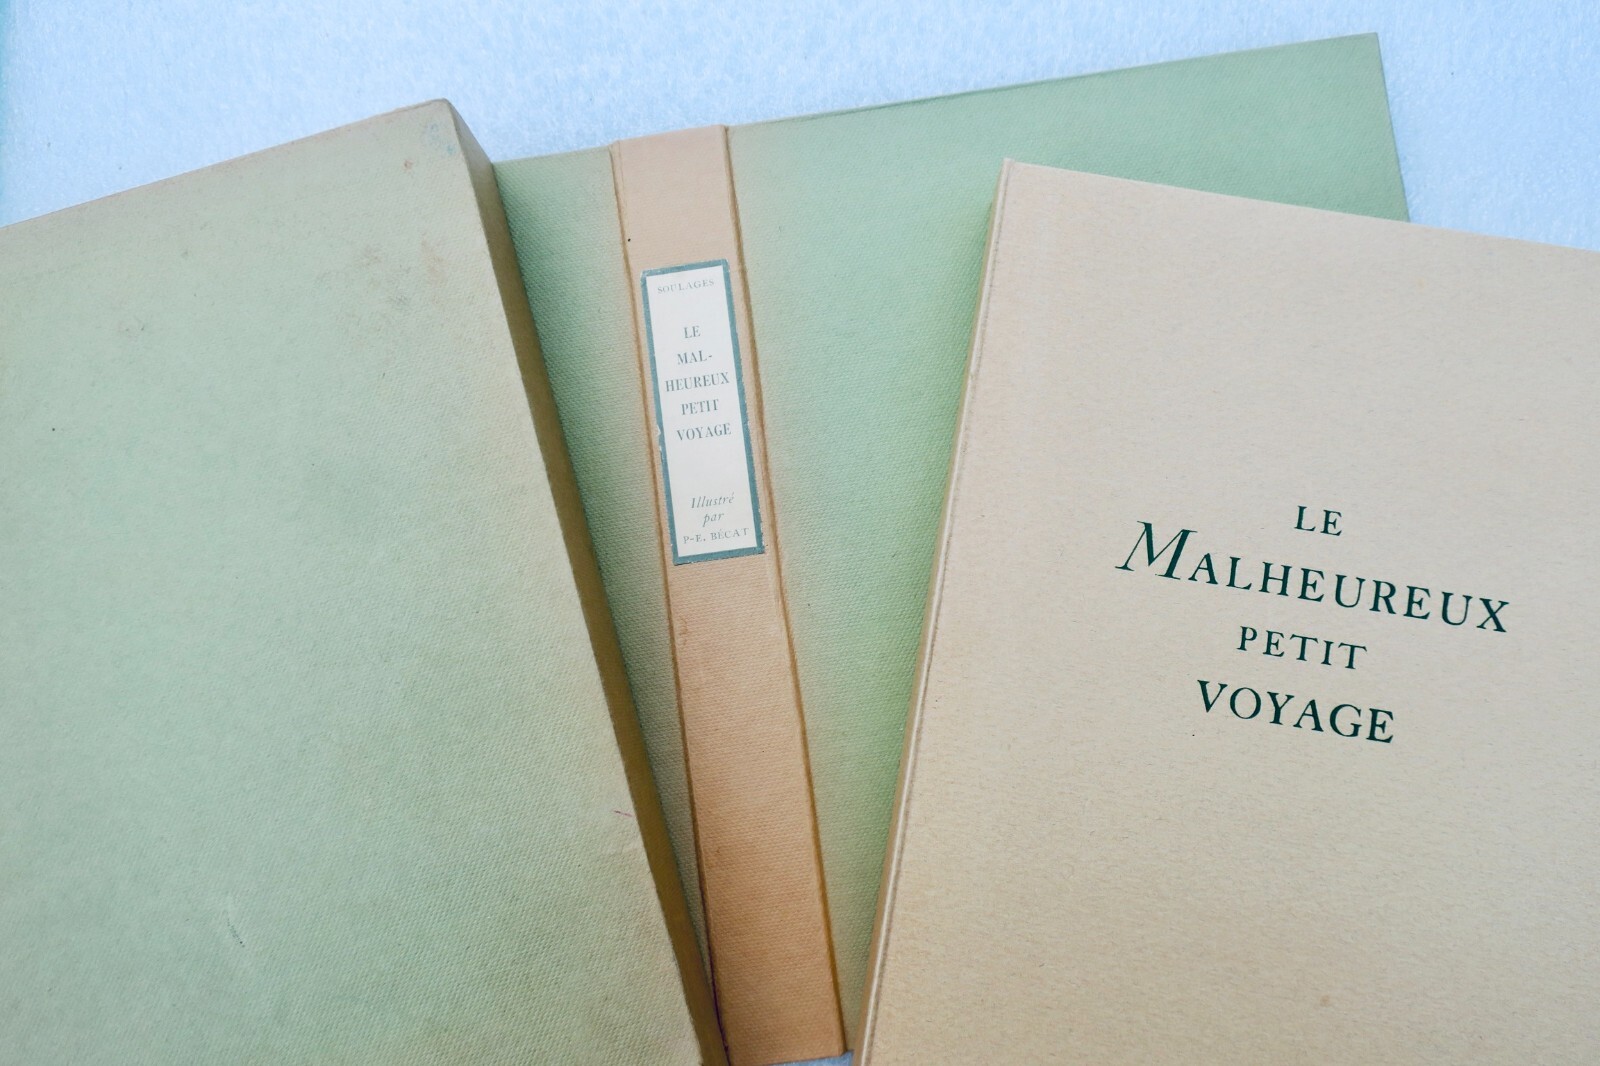 SOULAGES
LE
MAL-
HEUREUX
PETIT
VOYAGE
Illustré
par
P-E. BÉCAT
LE
MALHEUREUX
PETIT
VOYAGE